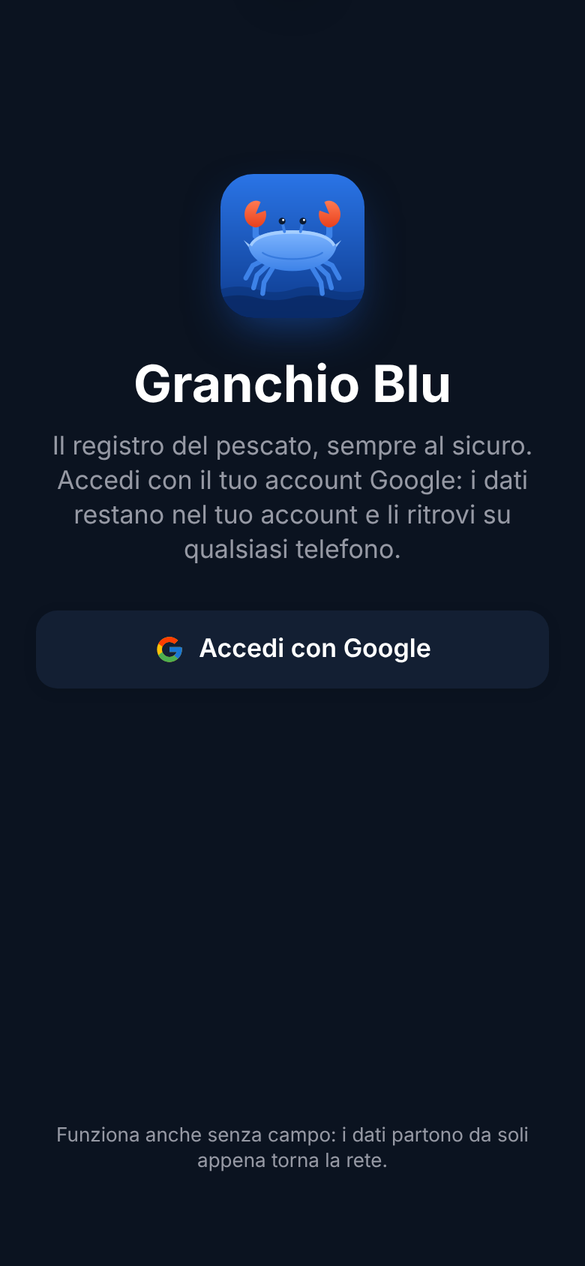 Granchio Blu
Il registro del pescato, sempre al sicuro.
Accedi con il tuo account Google: i dati
restano nel tuo account e li ritrovi su
qualsiasi telefono.
Accedi con Google
Funziona anche senza campo: i dati partono da soli
appena torna la rete.